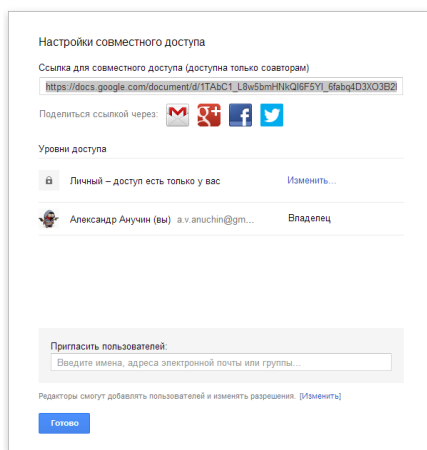 Настройки совместного доступа
Ссылка для совместного доступа (доступна только соавторам)
https://docs.google.com/document/d/1TAbC1_L8w5bmHNkQI6F5YI_6fabq4D3XO3B2I
Поделиться ссылкой через:
Уровни доступа
Личный – доступ есть только у вас Изменить...
Александр Анучин (вы) a.v.anuchin@gm... Владелец
Пригласить пользователей:
Введите имена, адреса электронной почты или группы...
Редакторы смогут добавлять пользователей и изменять разрешения. [Изменить]
Готово